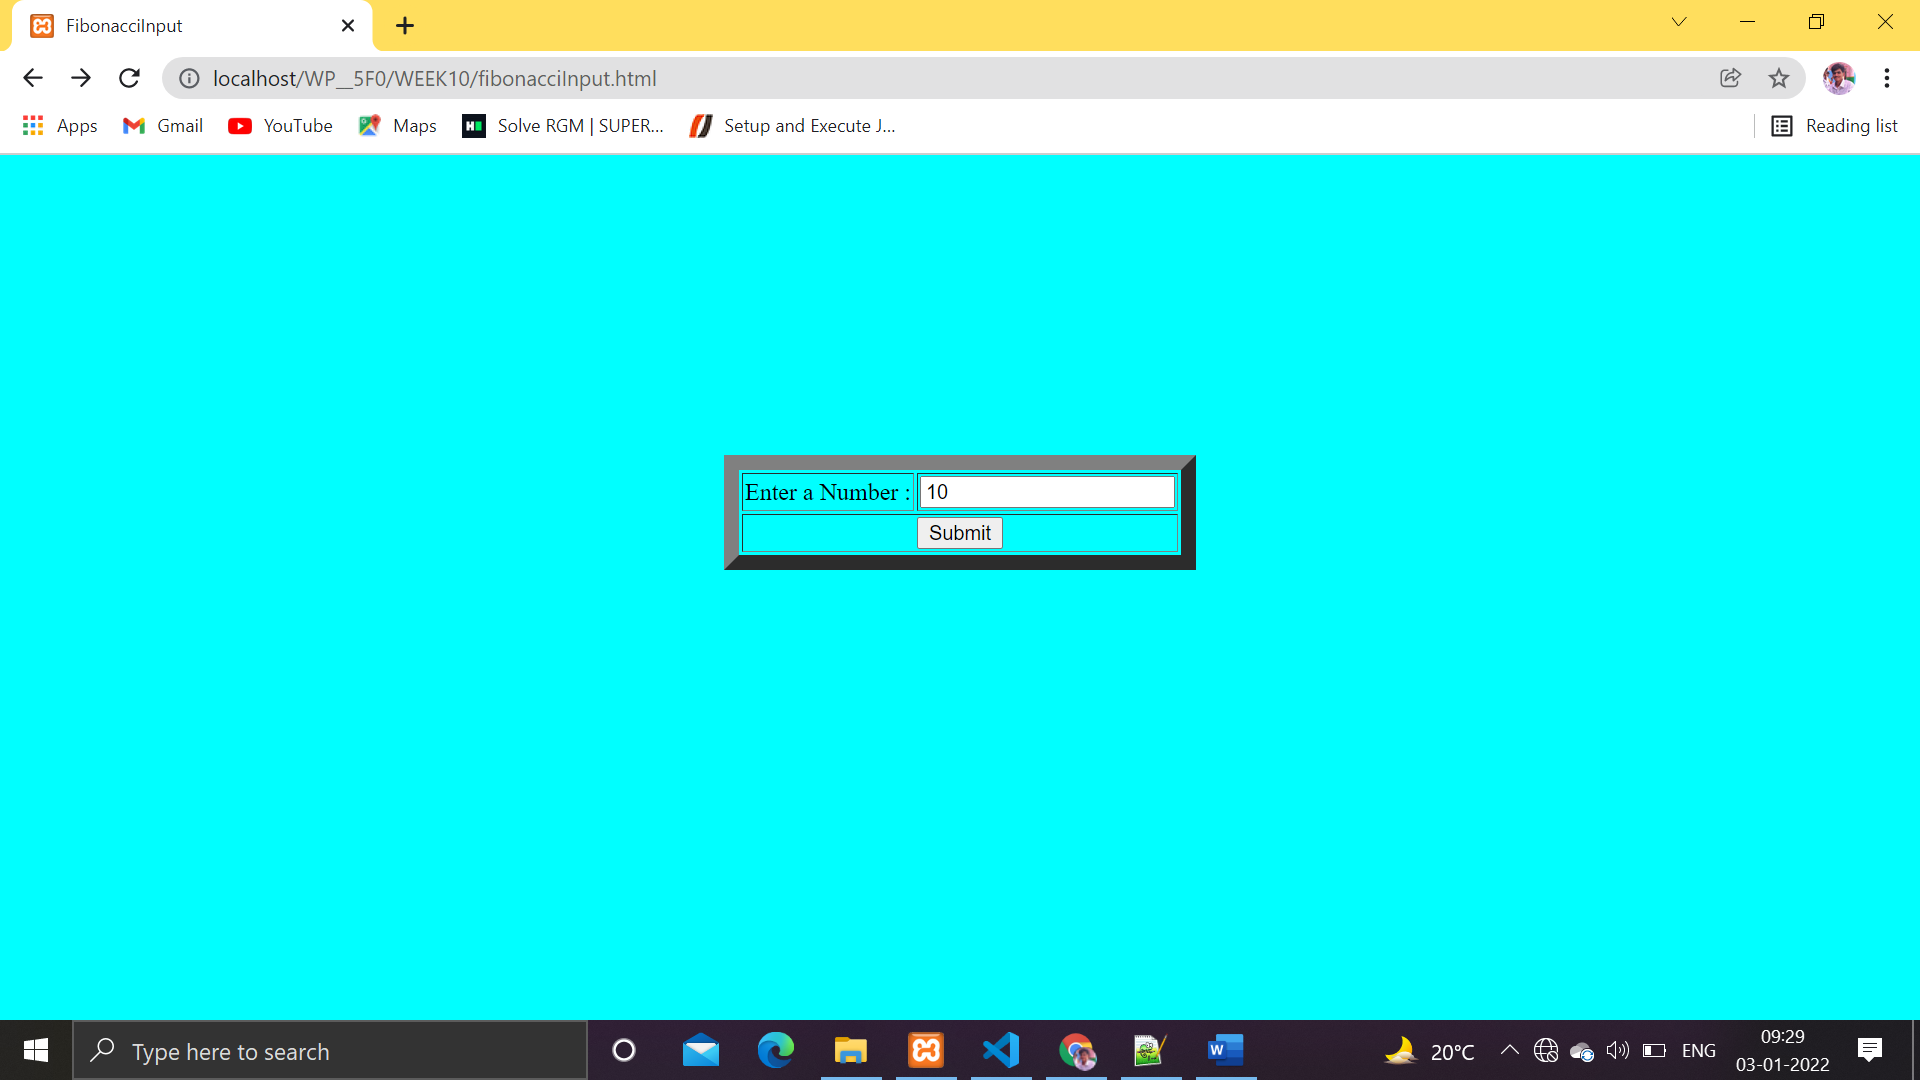 FibonacciInput
localhost/WP__5F0/WEEK10/fibonacciInput.html
Apps Gmail YouTube Maps Solve RGM | SUPER... Setup and Execute J... Reading list
Enter a Number : 10
Submit
Type here to search
20°C ENG 09:29
03-01-2022